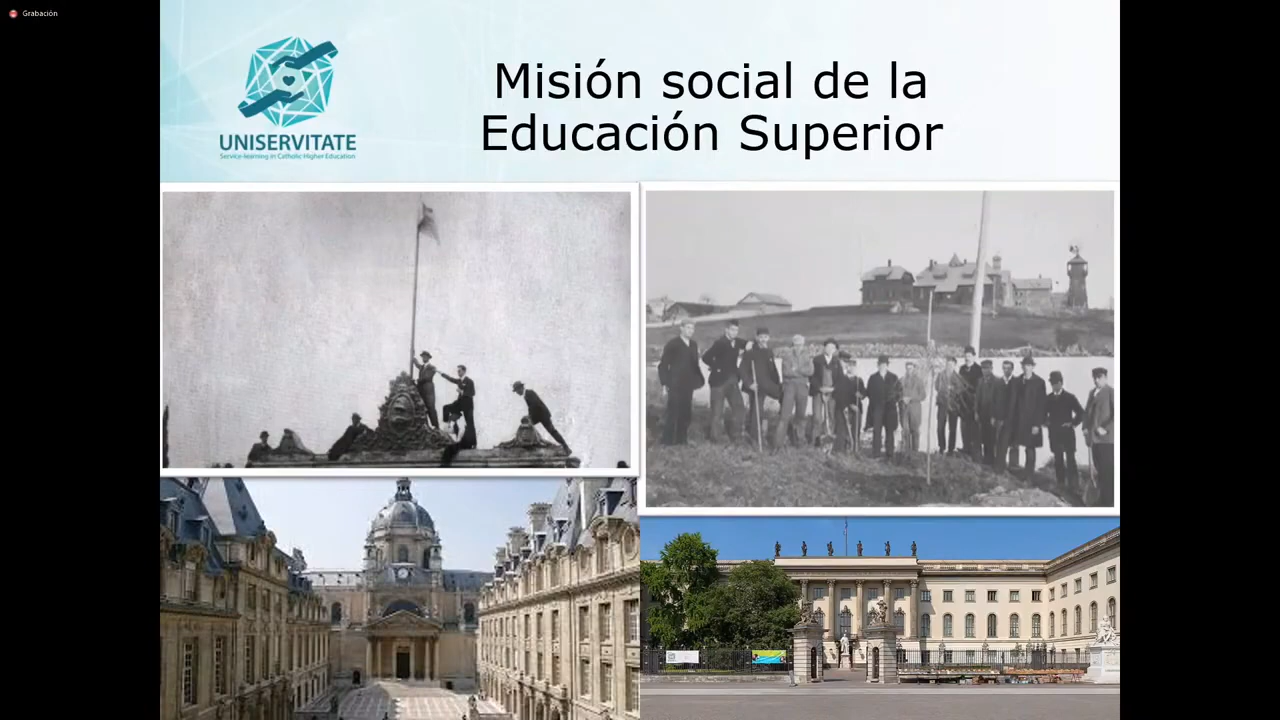 Grabación
Misión social de la
Educación Superior
UNISERVITATE
Service-learning in Catholic Higher Education